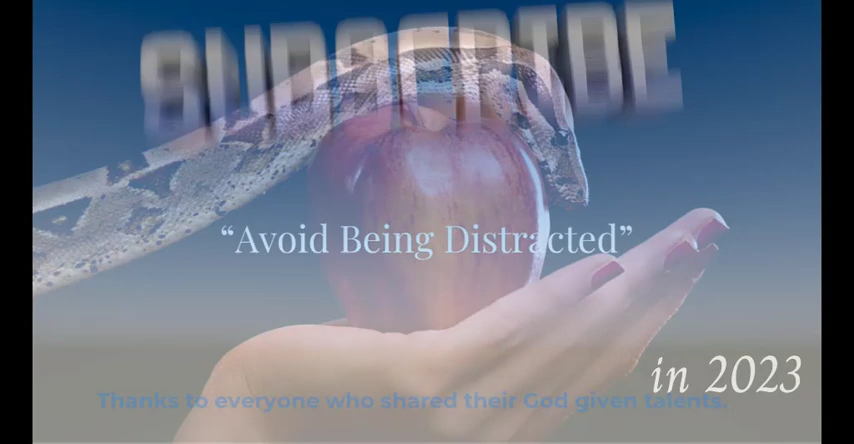 SUBSCRIBE
“Avoid Being Distracted”
in 2023
Thanks to everyone who shared their God given talents.